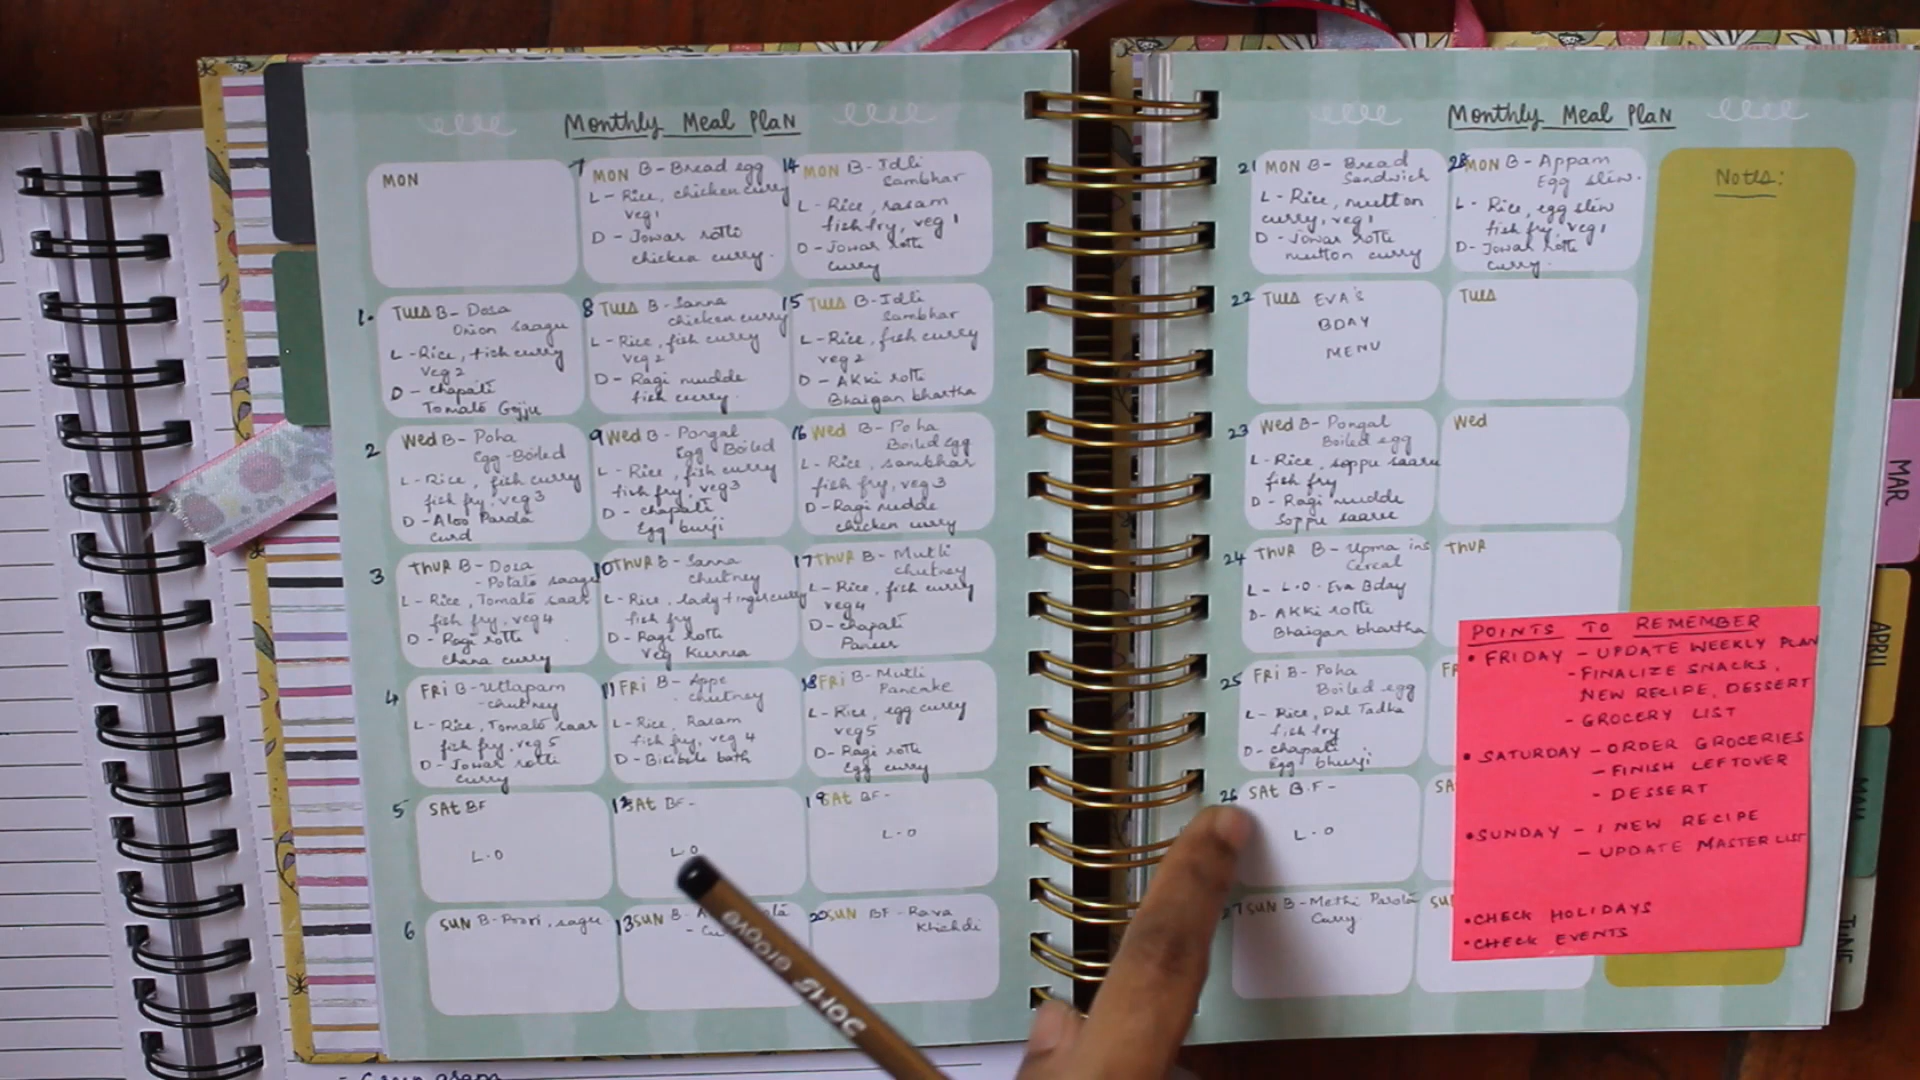 Monthly Meal Plan
MON
7 MON B- Bread egg
L - Rice, chicken curry
veg 1
D - Jowar rotti
chicken curry.
14 MON B- Idli
Sambhar
L - Rice, rasam
fish fry, veg 1
D - Jowar rotti
curry
1. TUES B- Dosa
Onion saagu
L - Rice, fish curry
veg 2
D - chapati
Tomato Gojju
8 TUES B- Sanna
chicken curry
L - Rice, fish curry
veg 2
D - Ragi mudde
fish curry.
15 TUES B- Idli
Sambhar
L - Rice, fish curry
veg 2
D - AKKi rotti
Bhaigan bhartha
2 Wed B- Poha
Egg-Boiled
L - Rice, fish curry
fish fry, veg 3
D - Aloo Parota
curd
9 Wed B- Pongal
Egg Boiled
L - Rice, fish curry
fish fry, veg 3
D - chapati
Egg burji
16 Wed B- Poha
Boiled Egg
L - Rice, sambhar
fish fry, veg 3
D - Ragi mudde
chicken curry
3 THUR B- Dosa
- Potato saagu
L - Rice, Tomato saar
fish fry, veg 4
D - Ragi rotti
chana curry
10 THUR B- Sanna
chutney
L - Rice, ladyfinger curry
fish fry
D - Ragi rotti
Veg Kurma
17 THUR B- Mutli
chutney
L - Rice, fish curry
veg 4
D - chapati
Paneer
4 FRI B- Uttapam
- chutney
L - Rice, Tomato saar
fish fry, veg 5
D - Jowar rotti
curry
11 FRI B- Appe
- chutney
L - Rice, Rasam
fish fry, veg 4
D - Bisibele bath
18 FRI B- Mutli
Pancake
L - Rice, egg curry
veg 5
D - Ragi rotti
Egg curry
5 SAT BF
L.O
12 SAT BF -
L.O
19 SAT BF -
L.O
6 SUN B- Poori, sagu
13 SUN B-
20 SUN BF - Rava
Khichdi
SHOT groove
Monthly Meal Plan
21 MON B- Bread
Sandwich
L - Rice, mutton
curry, veg 1
D - Jowar rotti
mutton curry
28 MON B- Appam
Egg stew.
L - Rice, egg stew
fish fry, veg 1
D - Jowar rotti
curry.
22 TUES EVA'S
BDAY
MENU
TUES
23 Wed B- Pongal
Boiled egg
L - Rice, soppu saaru
fish fry
D - Ragi mudde
Soppu saaru
Wed
24 THUR B- Upma ins
Cereal
L - L.O - Eva Bday
D - AKKi rotti
Bhaigan bhartha
THUR
25 FRI B- Poha
Boiled egg
L - Rice, Dal Tadka
fish fry
D - chapati
Egg bhurji
26 SAT B.F -
L.O
SA
27 SUN B- Methi Parota
Curry
SU
Notes:
POINTS TO REMEMBER
• FRIDAY - UPDATE WEEKLY PLAN
- FINALIZE SNACKS,
NEW RECIPE, DESSERT
- GROCERY LIST
• SATURDAY - ORDER GROCERIES
- FINISH LEFTOVER
- DESSERT
• SUNDAY - 1 NEW RECIPE
- UPDATE MASTER LIST
• CHECK HOLIDAYS
• CHECK EVENTS
MAR
APRIL
MAY
JUNE